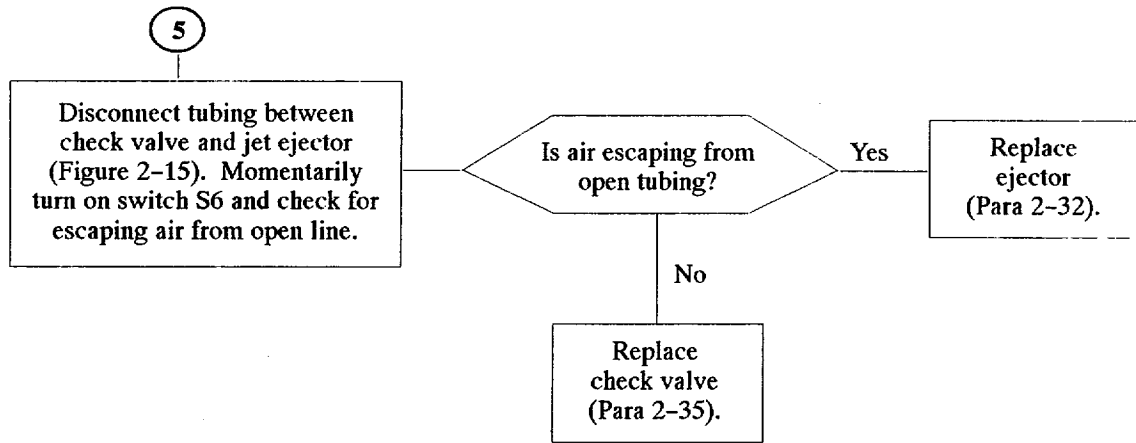 5
Disconnect tubing between
check valve and jet ejector
(Figure 2–15). Momentarily
turn on switch S6 and check for
escaping air from open line.
Is air escaping from
open tubing?
Yes
Replace
ejector
(Para 2–32).
No
Replace
check valve
(Para 2–35).